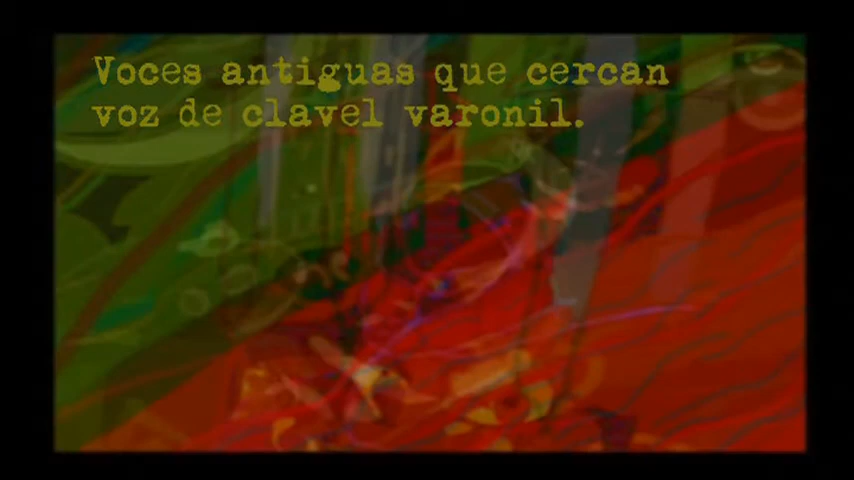 Voces antiguas que cercan
voz de clavel varonil.